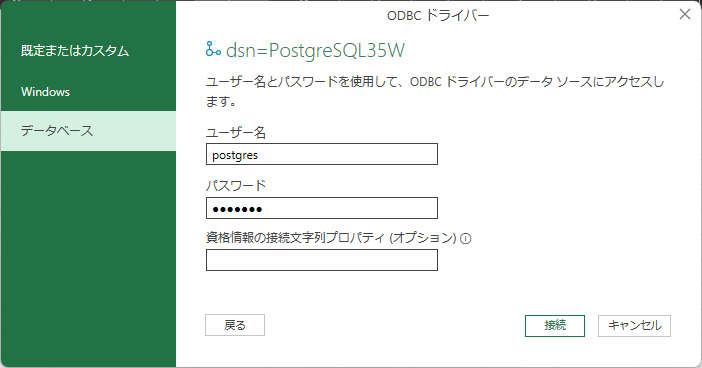 ODBC ドライバー
既定またはカスタム
Windows
データベース
dsn=PostgreSQL35W
ユーザー名とパスワードを使用して、ODBC ドライバーのデータ ソースにアクセスしま
す。
ユーザー名
postgres
パスワード
●●●●●●●
資格情報の接続文字列プロパティ (オプション)
戻る
接続
キャンセル